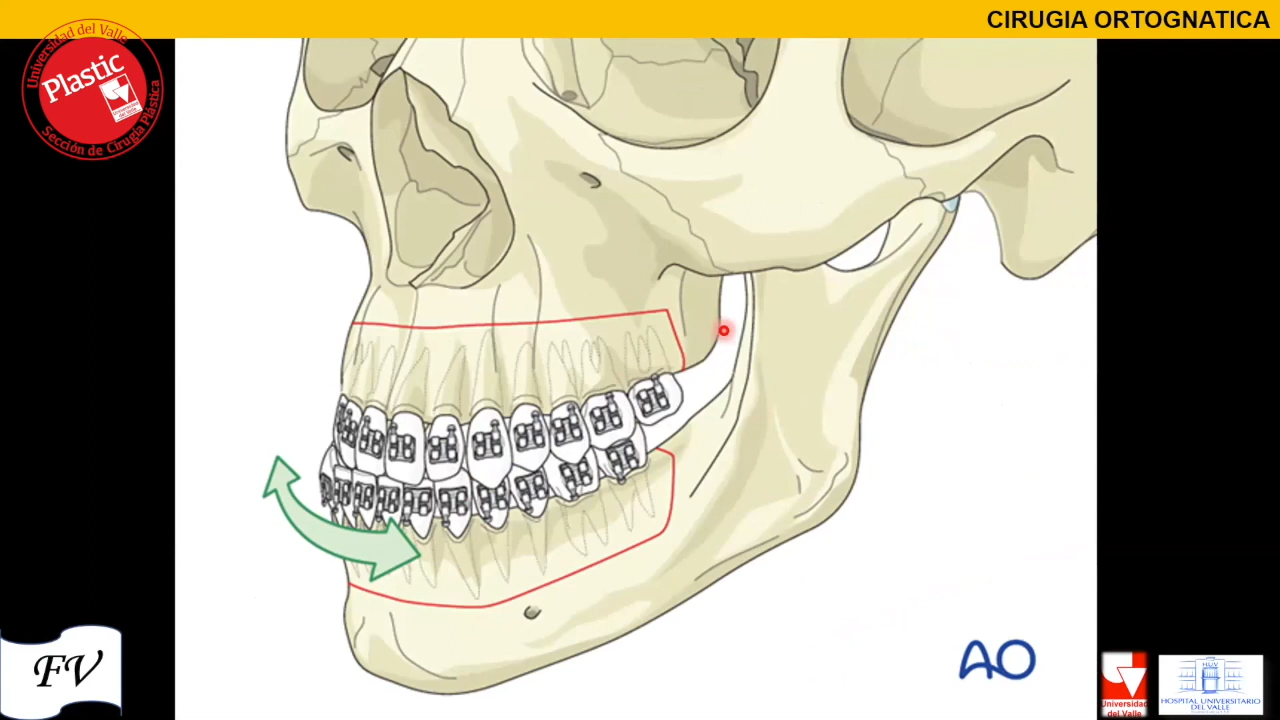 CIRUGIA ORTOGNATICA
Universidad del Valle
Plastic
Sección de Cirugía Plástica
FV
AO
Universidad
del Valle
H.U.V
HOSPITAL UNIVERSITARIO
DEL VALLE